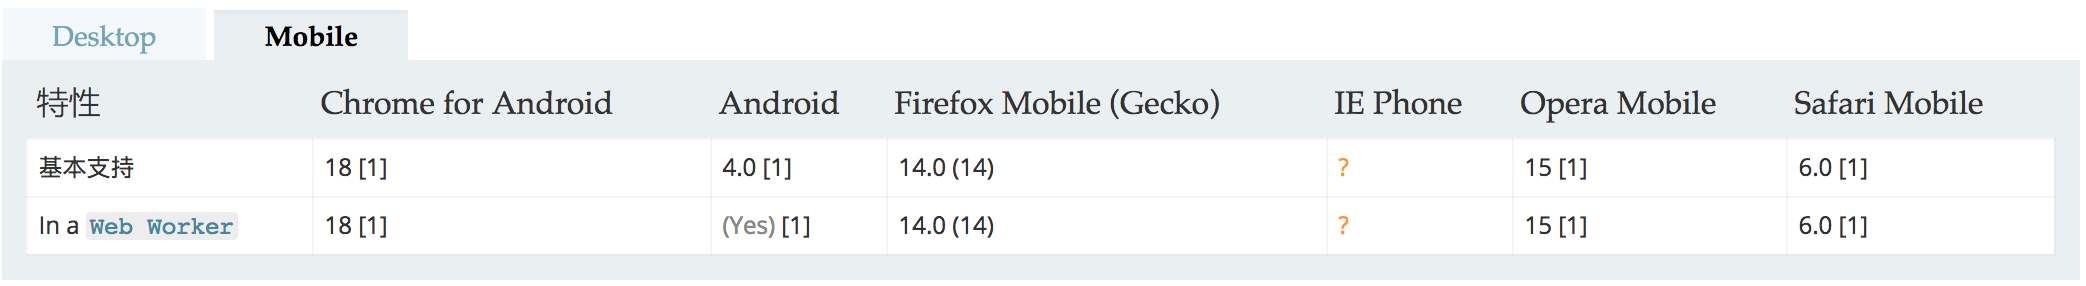 Desktop Mobile
特性 Chrome for Android Android Firefox Mobile (Gecko) IE Phone Opera Mobile Safari Mobile
基本支持 18 [1] 4.0 [1] 14.0 (14) ? 15 [1] 6.0 [1]
In a Web Worker 18 [1] (Yes) [1] 14.0 (14) ? 15 [1] 6.0 [1]